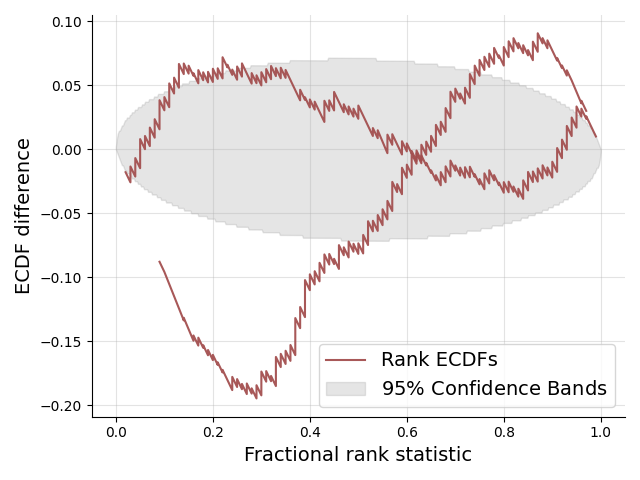 0.10
0.05
0.00
−0.05
−0.10
−0.15
−0.20
ECDF difference
Rank ECDFs
95% Confidence Bands
0.0 0.2 0.4 0.6 0.8 1.0
Fractional rank statistic